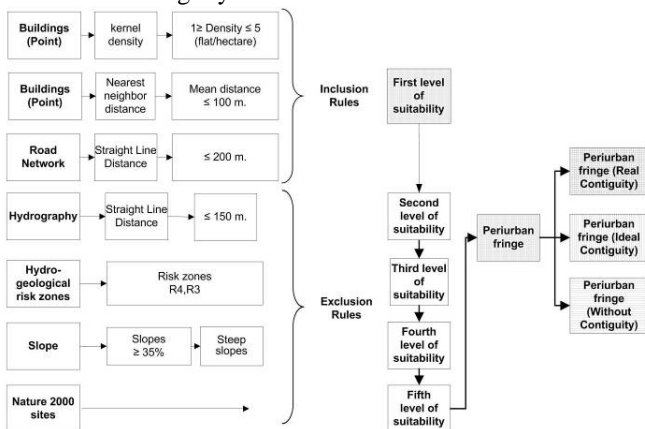 Buildings
(Point)
kernel
density
1≥ Density ≤ 5
(flat/hectare)
Buildings
(Point)
Nearest
neighbor
distance
Mean distance
≤ 100 m.
Road
Network
Straight Line
Distance
≤ 200 m.
Inclusion
Rules
Hydrography
Straight Line
Distance
≤ 150 m.
Hydro-
geological
risk zones
Risk zones
R4,R3
Slope
Slopes
≥ 35%
Steep
slopes
Nature 2000
sites
Exclusion
Rules
First level
of
suitability
Second
level of
suitability
Third level
of
suitability
Fourth
level of
suitability
Fifth
level of
suitability
Periurban
fringe
Periurban
fringe (Real
Contiguity)
Periurban
fringe (Ideal
Contiguity)
Periurban
fringe
(Without
Contiguity)